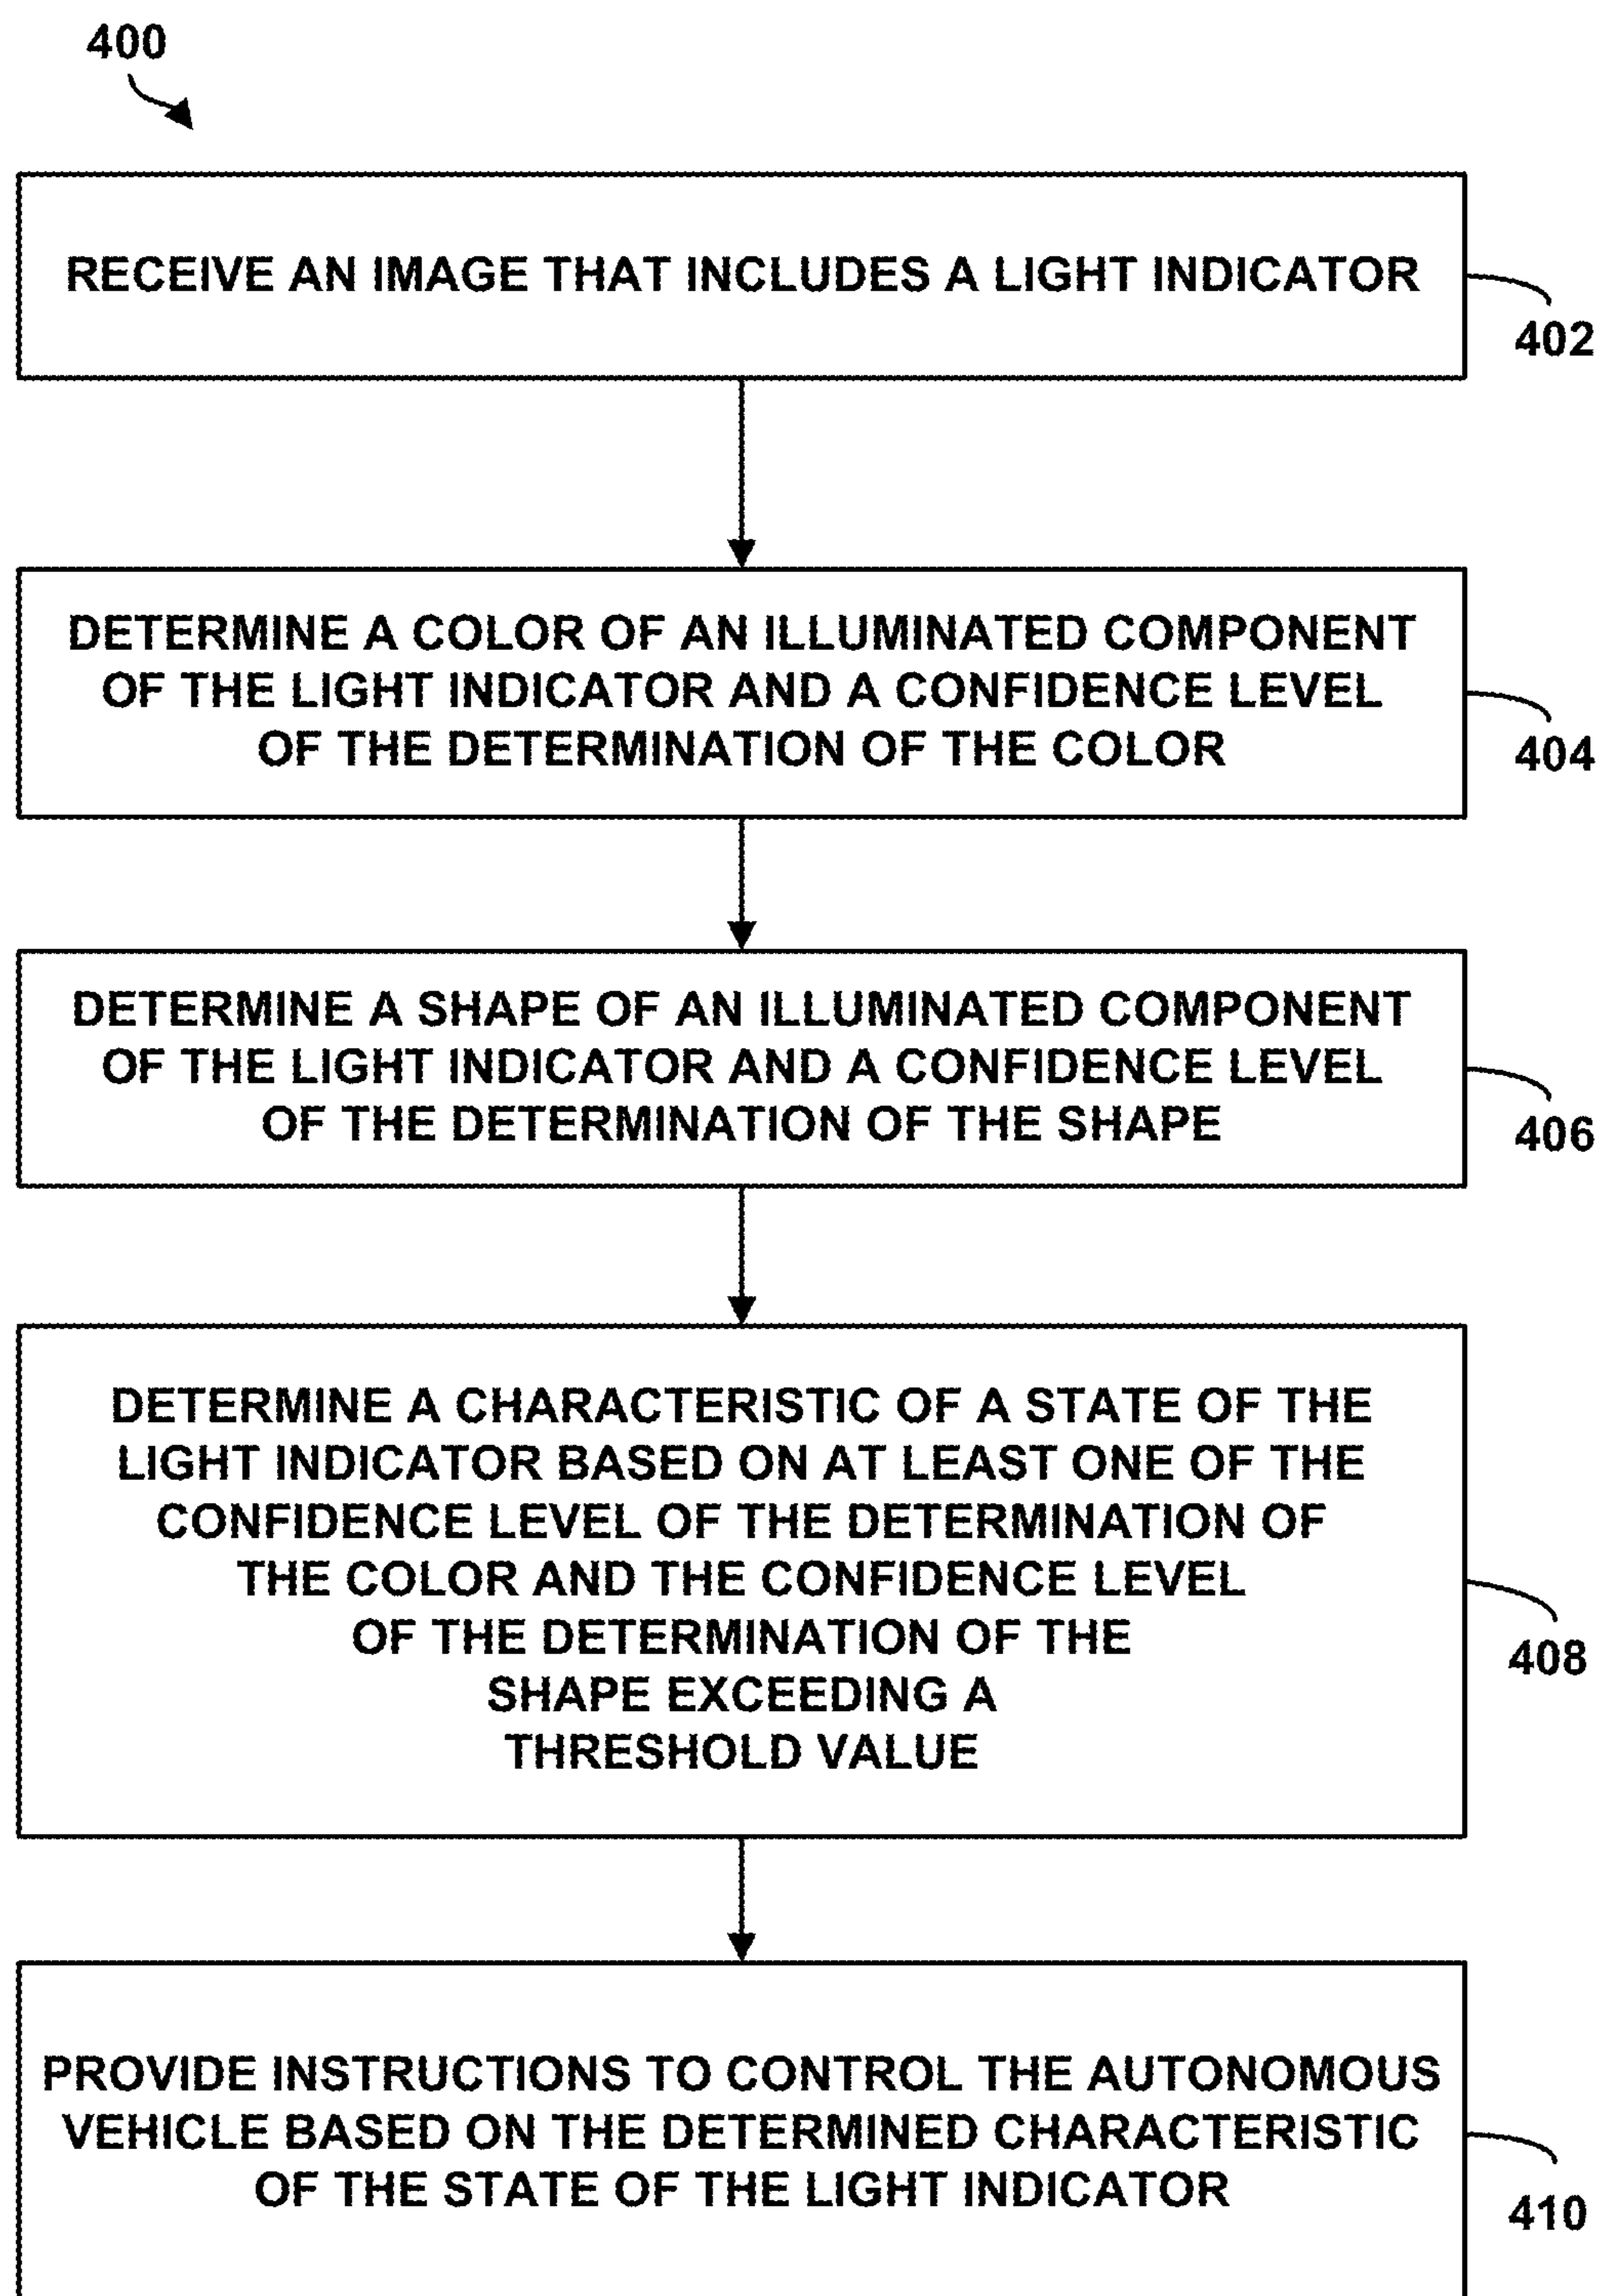 400
RECEIVE AN IMAGE THAT INCLUDES A LIGHT INDICATOR
402
DETERMINE A COLOR OF AN ILLUMINATED COMPONENT
OF THE LIGHT INDICATOR AND A CONFIDENCE LEVEL
OF THE DETERMINATION OF THE COLOR
404
DETERMINE A SHAPE OF AN ILLUMINATED COMPONENT
OF THE LIGHT INDICATOR AND A CONFIDENCE LEVEL
OF THE DETERMINATION OF THE SHAPE
406
DETERMINE A CHARACTERISTIC OF A STATE OF THE
LIGHT INDICATOR BASED ON AT LEAST ONE OF THE
CONFIDENCE LEVEL OF THE DETERMINATION OF
THE COLOR AND THE CONFIDENCE LEVEL
OF THE DETERMINATION OF THE
SHAPE EXCEEDING A
THRESHOLD VALUE
408
PROVIDE INSTRUCTIONS TO CONTROL THE AUTONOMOUS
VEHICLE BASED ON THE DETERMINED CHARACTERISTIC
OF THE STATE OF THE LIGHT INDICATOR
410